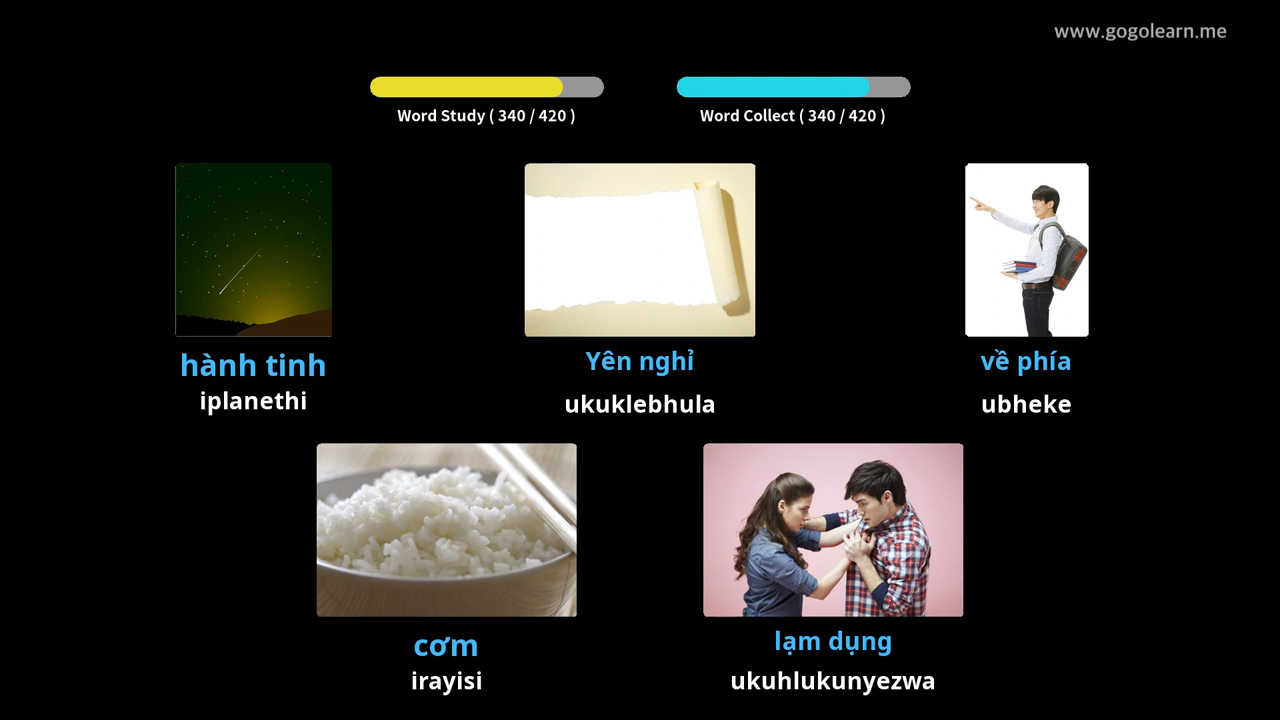 www.gogolearn.me
Word Study ( 340 / 420 )
Word Collect ( 340 / 420 )
hành tinh
iplanethi
Yên nghỉ
ukuklebhula
về phía
ubheke
cơm
irayisi
lạm dụng
ukuhlukunyezwa